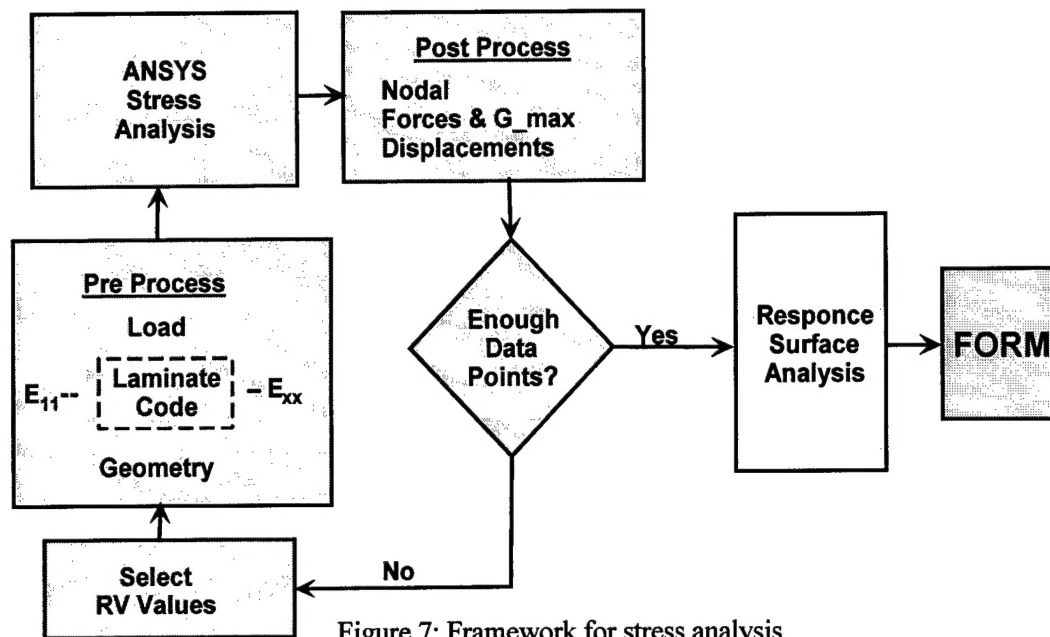 ANSYS
Stress
Analysis
Post Process
Nodal
Forces & G_max
Displacements
Pre Process
Load
E11-- Laminate Code – Exx
Geometry
Select
RV Values
Enough
Data
Points?
Yes
No
Responce
Surface
Analysis
FORM
Figure 7: Framework for stress analysis